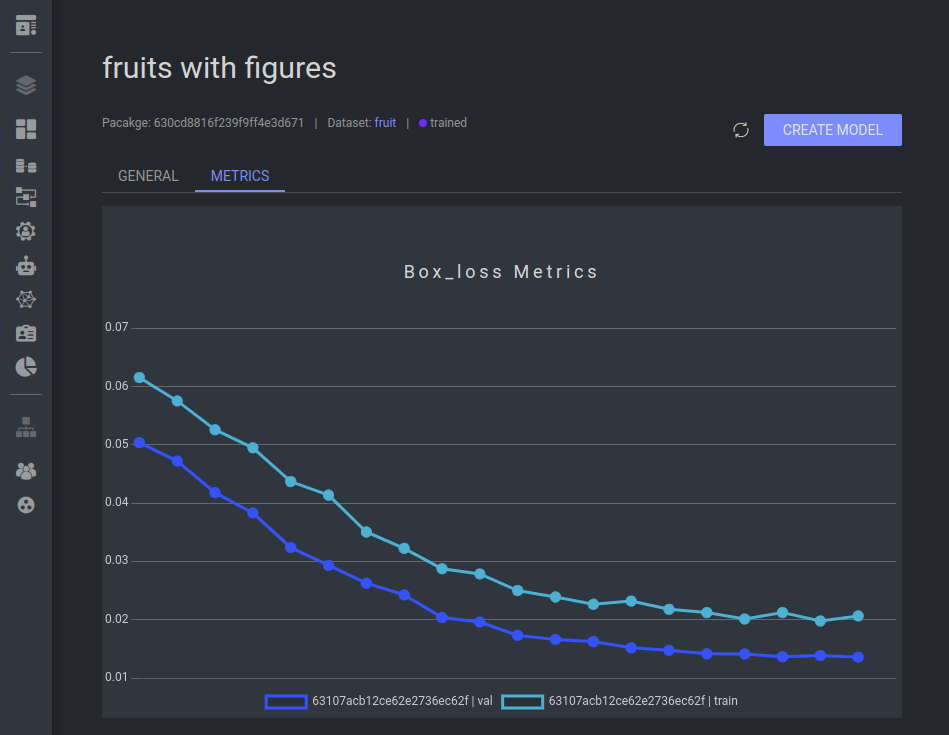 fruits with figures
Pacakge: 630cd8816f239f9ff4e3d671 | Dataset: fruit | trained
CREATE MODEL
GENERAL METRICS
Box_loss Metrics
0.07
0.06
0.05
0.04
0.03
0.02
0.01
63107acb12ce62e2736ec62f | val 63107acb12ce62e2736ec62f | train